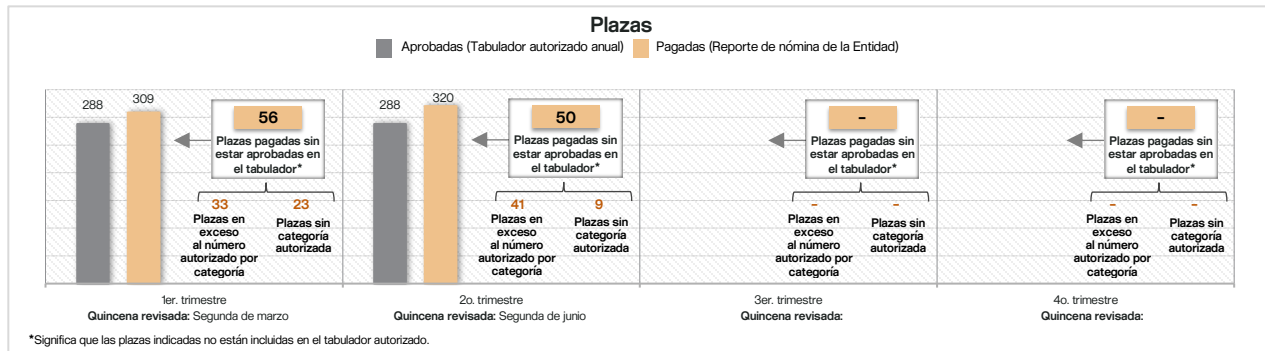 Plazas
Aprobadas (Tabulador autorizado anual)
Pagadas (Reporte de nómina de la Entidad)
288
309
56
Plazas pagadas sin
estar aprobadas en
el tabulador*
33
23
Plazas en
exceso
al número
autorizado por
categoría
Plazas sin
categoría
autorizada
288
320
50
Plazas pagadas sin
estar aprobadas en
el tabulador*
41
9
Plazas en
exceso
al número
autorizado por
categoría
Plazas sin
categoría
autorizada
-
Plazas pagadas sin
estar aprobadas en
el tabulador*
-
-
Plazas en
exceso
al número
autorizado por
categoría
Plazas sin
categoría
autorizada
-
Plazas pagadas sin
estar aprobadas en
el tabulador*
-
-
Plazas en
exceso
al número
autorizado por
categoría
Plazas sin
categoría
autorizada
1er. trimestre
Quincena revisada: Segunda de marzo
2o. trimestre
Quincena revisada: Segunda de junio
3er. trimestre
Quincena revisada:
4o. trimestre
Quincena revisada:
*Significa que las plazas indicadas no están incluidas en el tabulador autorizado.